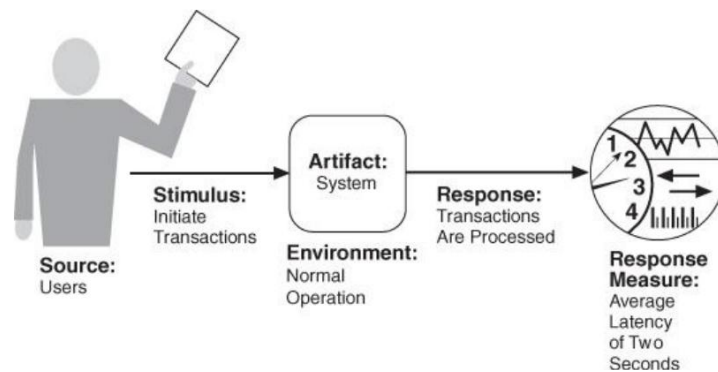 Source:
Users
Stimulus:
Initiate
Transactions
Artifact:
System
Environment:
Normal
Operation
Response:
Transactions
Are Processed
1
2
3
4
Response
Measure:
Average
Latency
of Two
Seconds